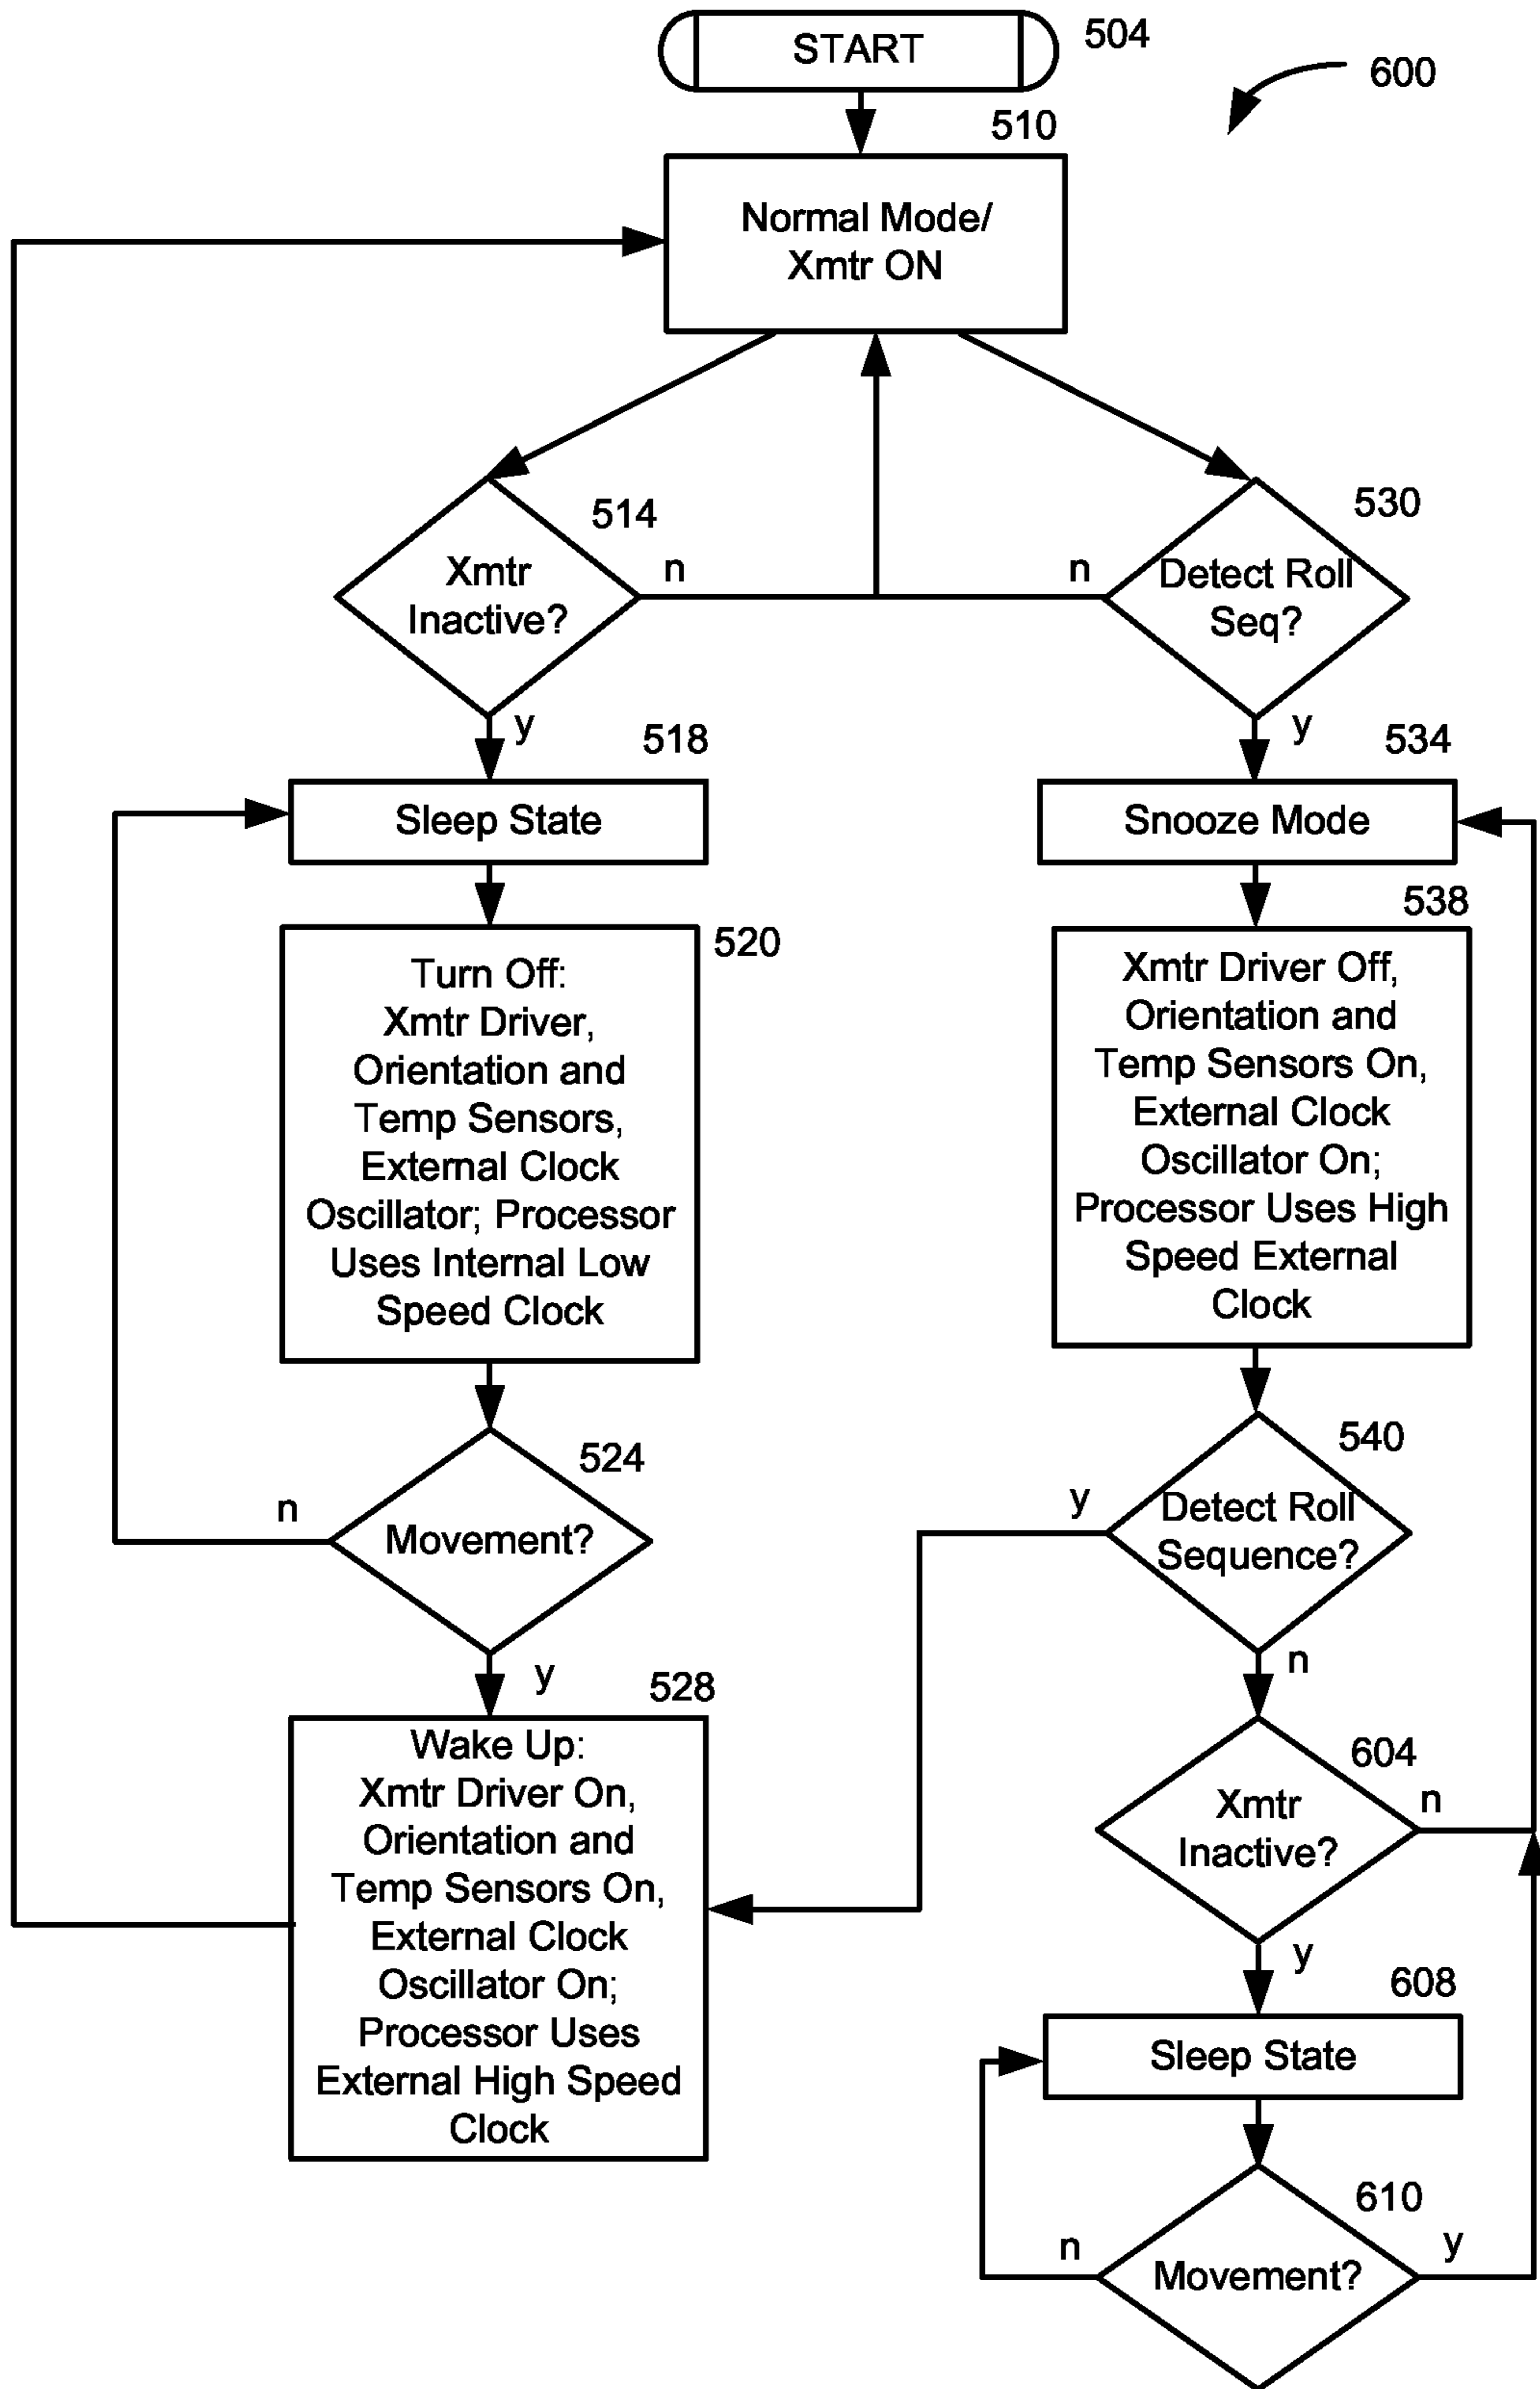 START
504
600
510
Normal Mode/
Xmtr ON
514
Xmtr
Inactive?
n
y
530
Detect Roll
Seq?
n
y
518
Sleep State
534
Snooze Mode
520
Turn Off:
Xmtr Driver,
Orientation and
Temp Sensors,
External Clock
Oscillator; Processor
Uses Internal Low
Speed Clock
538
Xmtr Driver Off,
Orientation and
Temp Sensors On,
External Clock
Oscillator On;
Processor Uses High
Speed External
Clock
524
Movement?
n
y
540
Detect Roll
Sequence?
y
n
528
Wake Up:
Xmtr Driver On,
Orientation and
Temp Sensors On,
External Clock
Oscillator On;
Processor Uses
External High Speed
Clock
604
Xmtr
Inactive?
n
y
608
Sleep State
610
Movement?
n
y